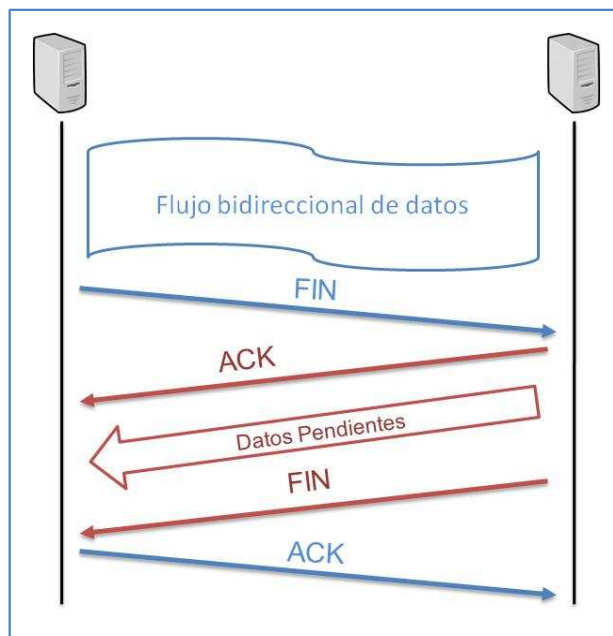 Flujo bidireccional de datos
FIN
ACK
Datos Pendientes
FIN
ACK